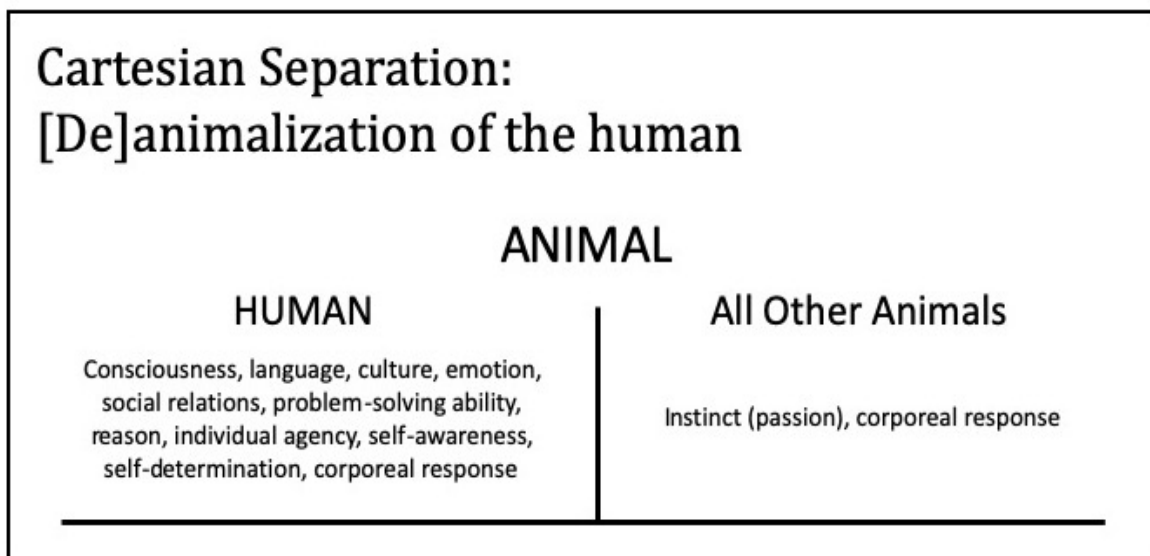 Cartesian Separation:
[De]animalization of the human
ANIMAL
HUMAN
Consciousness, language, culture, emotion,
social relations, problem-solving ability,
reason, individual agency, self-awareness,
self-determination, corporeal response
All Other Animals
Instinct (passion), corporeal response